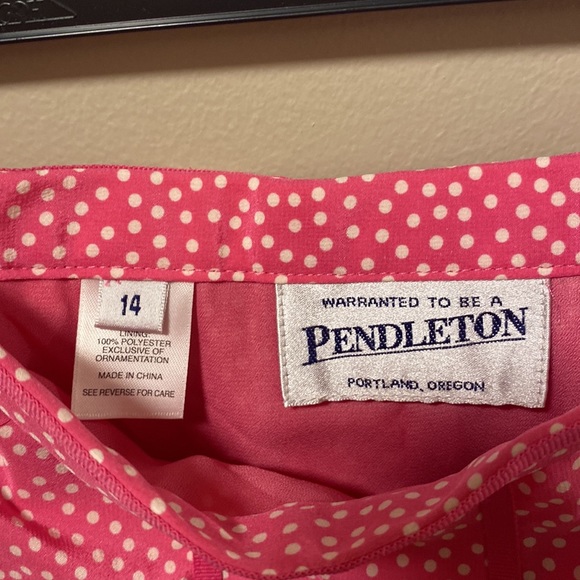 14
LINING:
100% POLYESTER
EXCLUSIVE OF
ORNAMENTATION
MADE IN CHINA
SEE REVERSE FOR CARE
WARRANTED TO BE A
PENDLETON
PORTLAND, OREGON